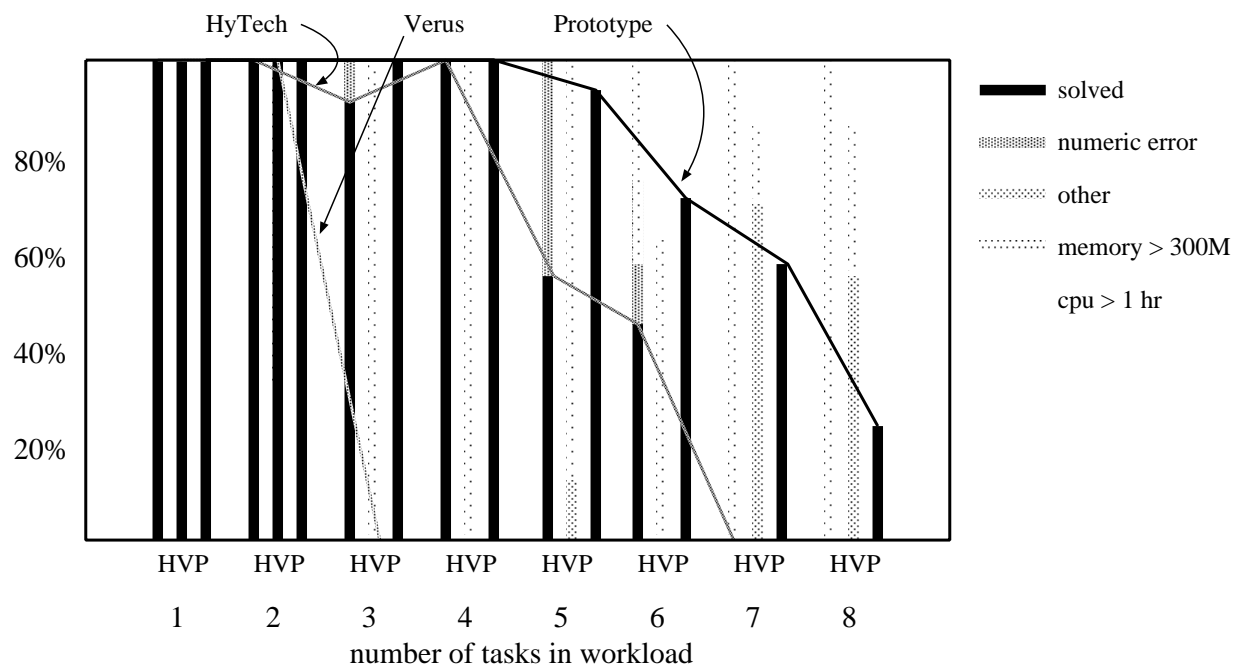 HyTech Verus Prototype
solved
numeric error
80%
other
60%
memory > 300M
cpu > 1 hr
40%
20%
HVP HVP HVP HVP HVP HVP HVP HVP
1 2 3 4 5 6 7 8
number of tasks in workload